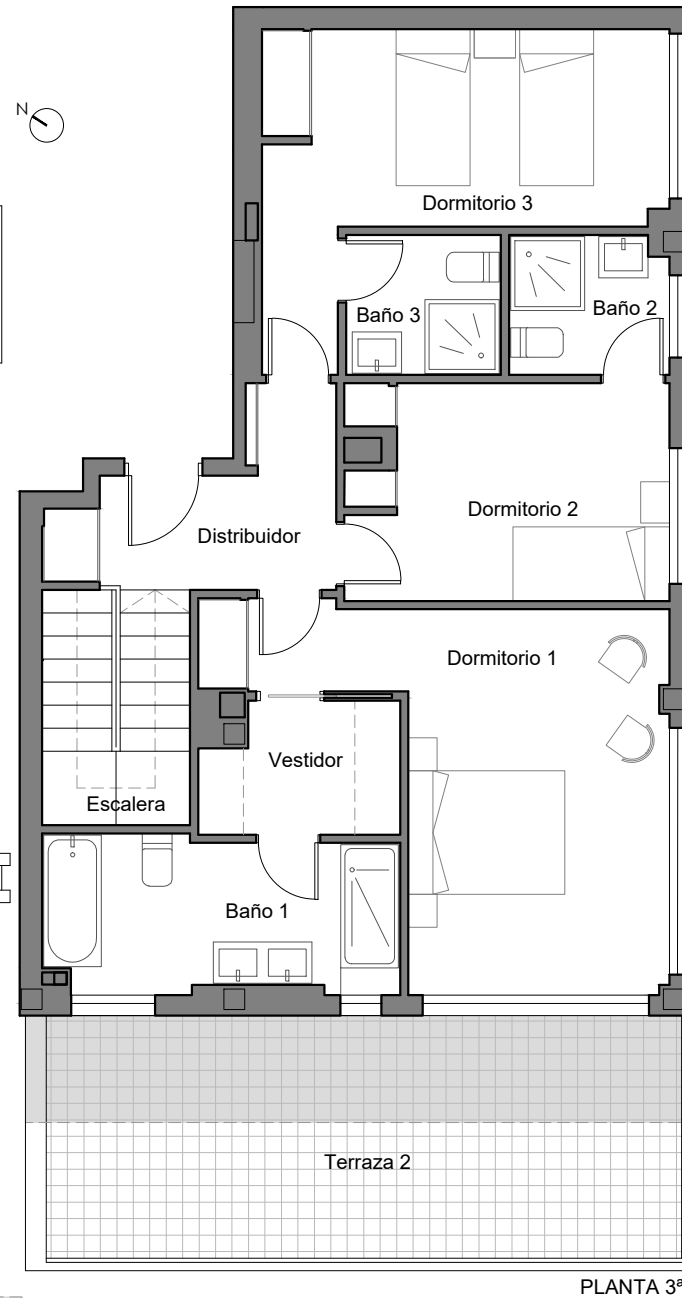 N
Dormitorio 3
Baño 3
Baño 2
Dormitorio 2
Distribuidor
Dormitorio 1
Vestidor
Escalera
Baño 1
Terraza 2
PLANTA 3ª